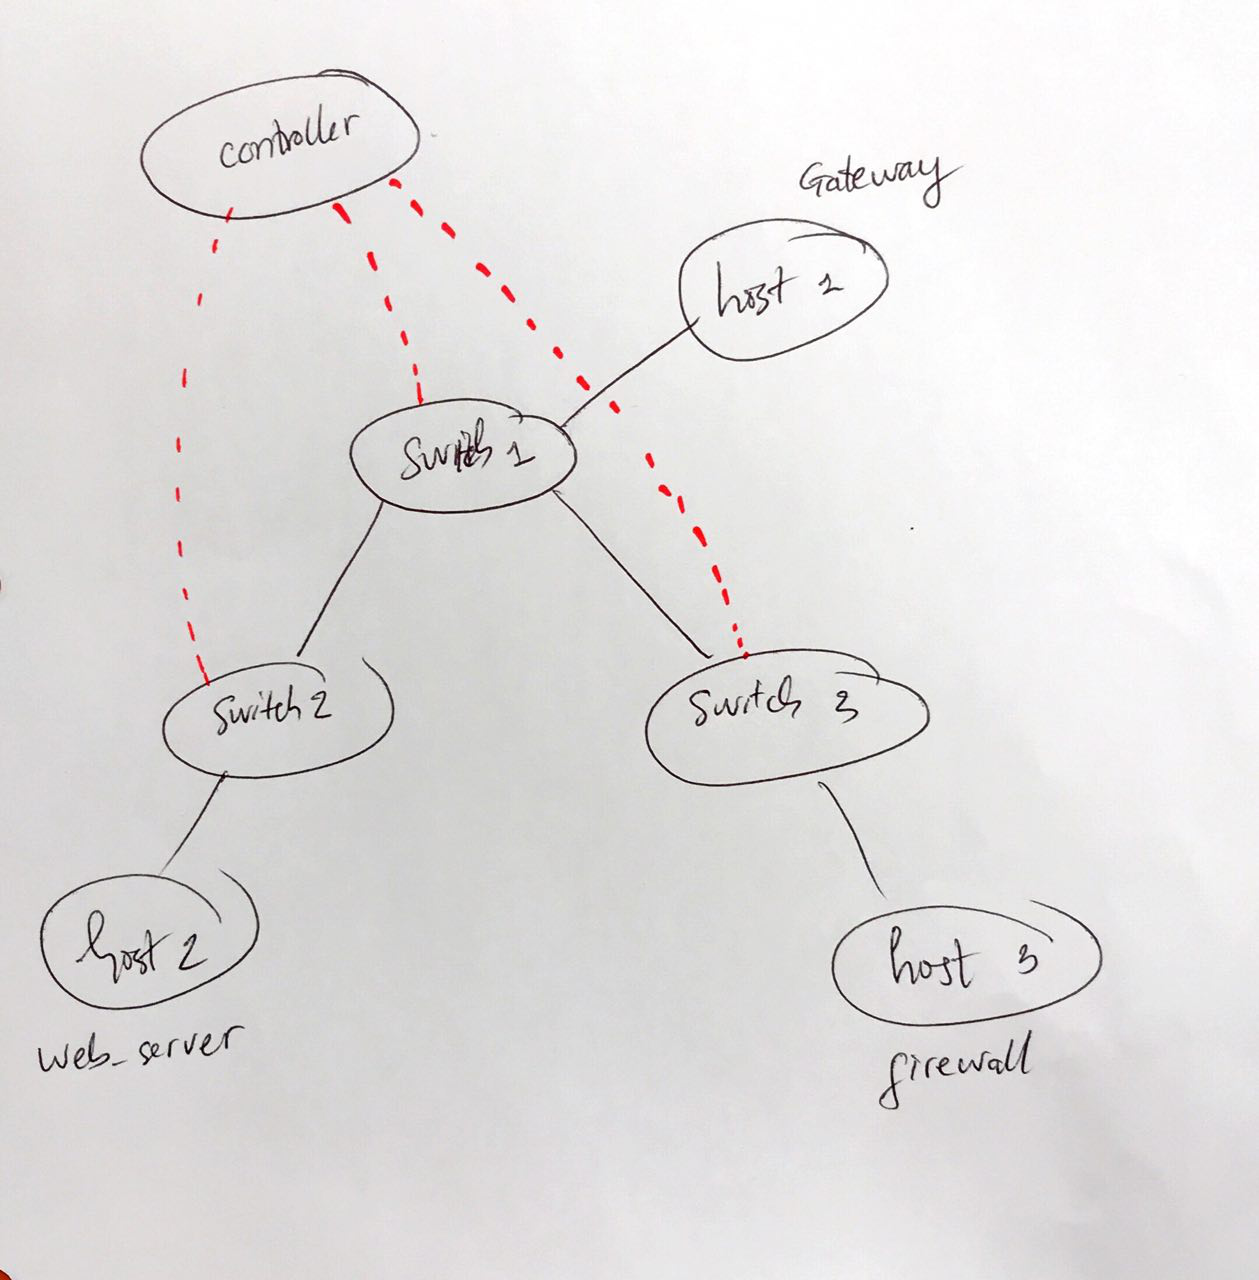 controller
Gateway
host 1
Switch 1
Switch 2
Switch 3
host 2
host 3
web_server
firewall